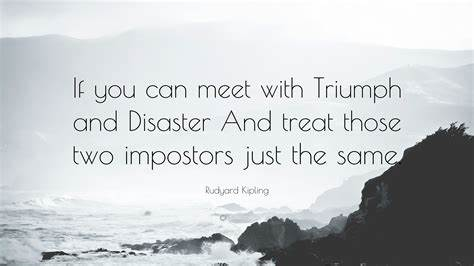 If you can meet with Triumph
and Disaster And treat those
two impostors just the same.
Rudyard Kipling